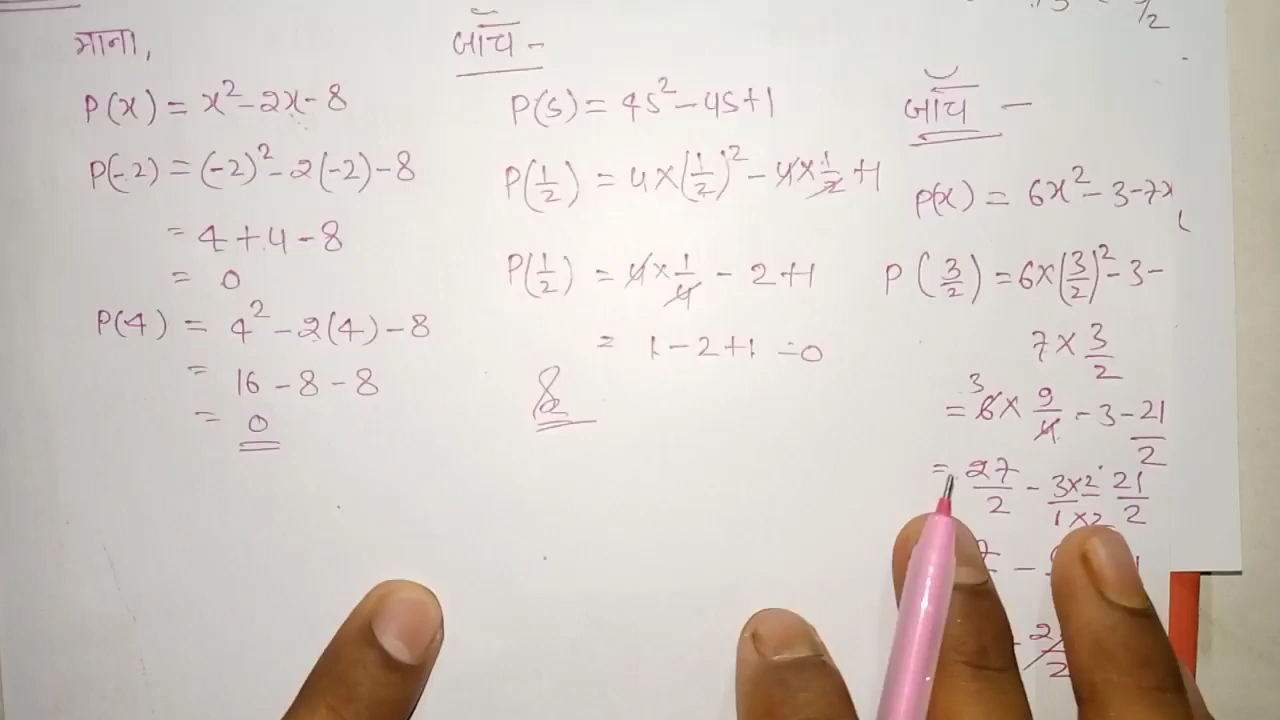 माना,
P(x) = x² - 2x - 8
P(-2) = (-2)² - 2(-2) - 8
= 4 + 4 - 8
= 0
P(4) = 4² - 2(4) - 8
= 16 - 8 - 8
= 0
जाँच -
P(s) = 4s² - 4s + 1
P(1/2) = 4 × (1/2)² - 4 × 1/2 + 1
P(1/2) = 4 × 1/4 - 2 + 1
= 1 - 2 + 1 = 0
जाँच -
P(x) = 6x² - 3 - 7x
P(3/2) = 6 × (3/2)² - 3 -
7 × 3/2
= 6 3 × 9/4 - 3 - 21/2
= 27/2 - 3×2/1×2 21/2